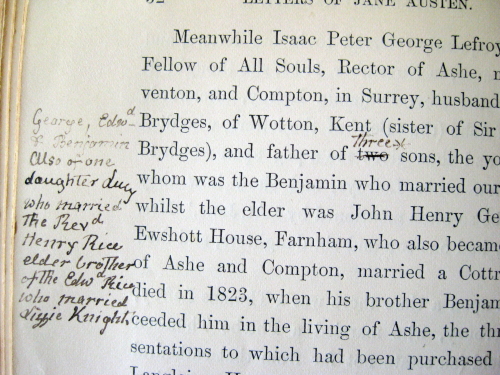 LETTERS OF JANE AUSTEN.
Meanwhile Isaac Peter George Lefroy
Fellow of All Souls, Rector of Ashe,
venton, and Compton, in Surrey, husband
Brydges, of Wotton, Kent (sister of Sir
Three
Brydges), and father of two sons, the yo
whom was the Benjamin who married our
whilst the elder was John Henry Ge
Ewshott House, Farnham, who also became
of Ashe and Compton, married a Cottr
died in 1823, when his brother Benjam
ceeded him in the living of Ashe, the thr
sentations to which had been purchased
George, Edwd
& Benjamin
also of one
daughter Lucy
who married
the Revd
Henry Rice
elder brother
of the Edwd Rice
who married
Lizzie Knight.